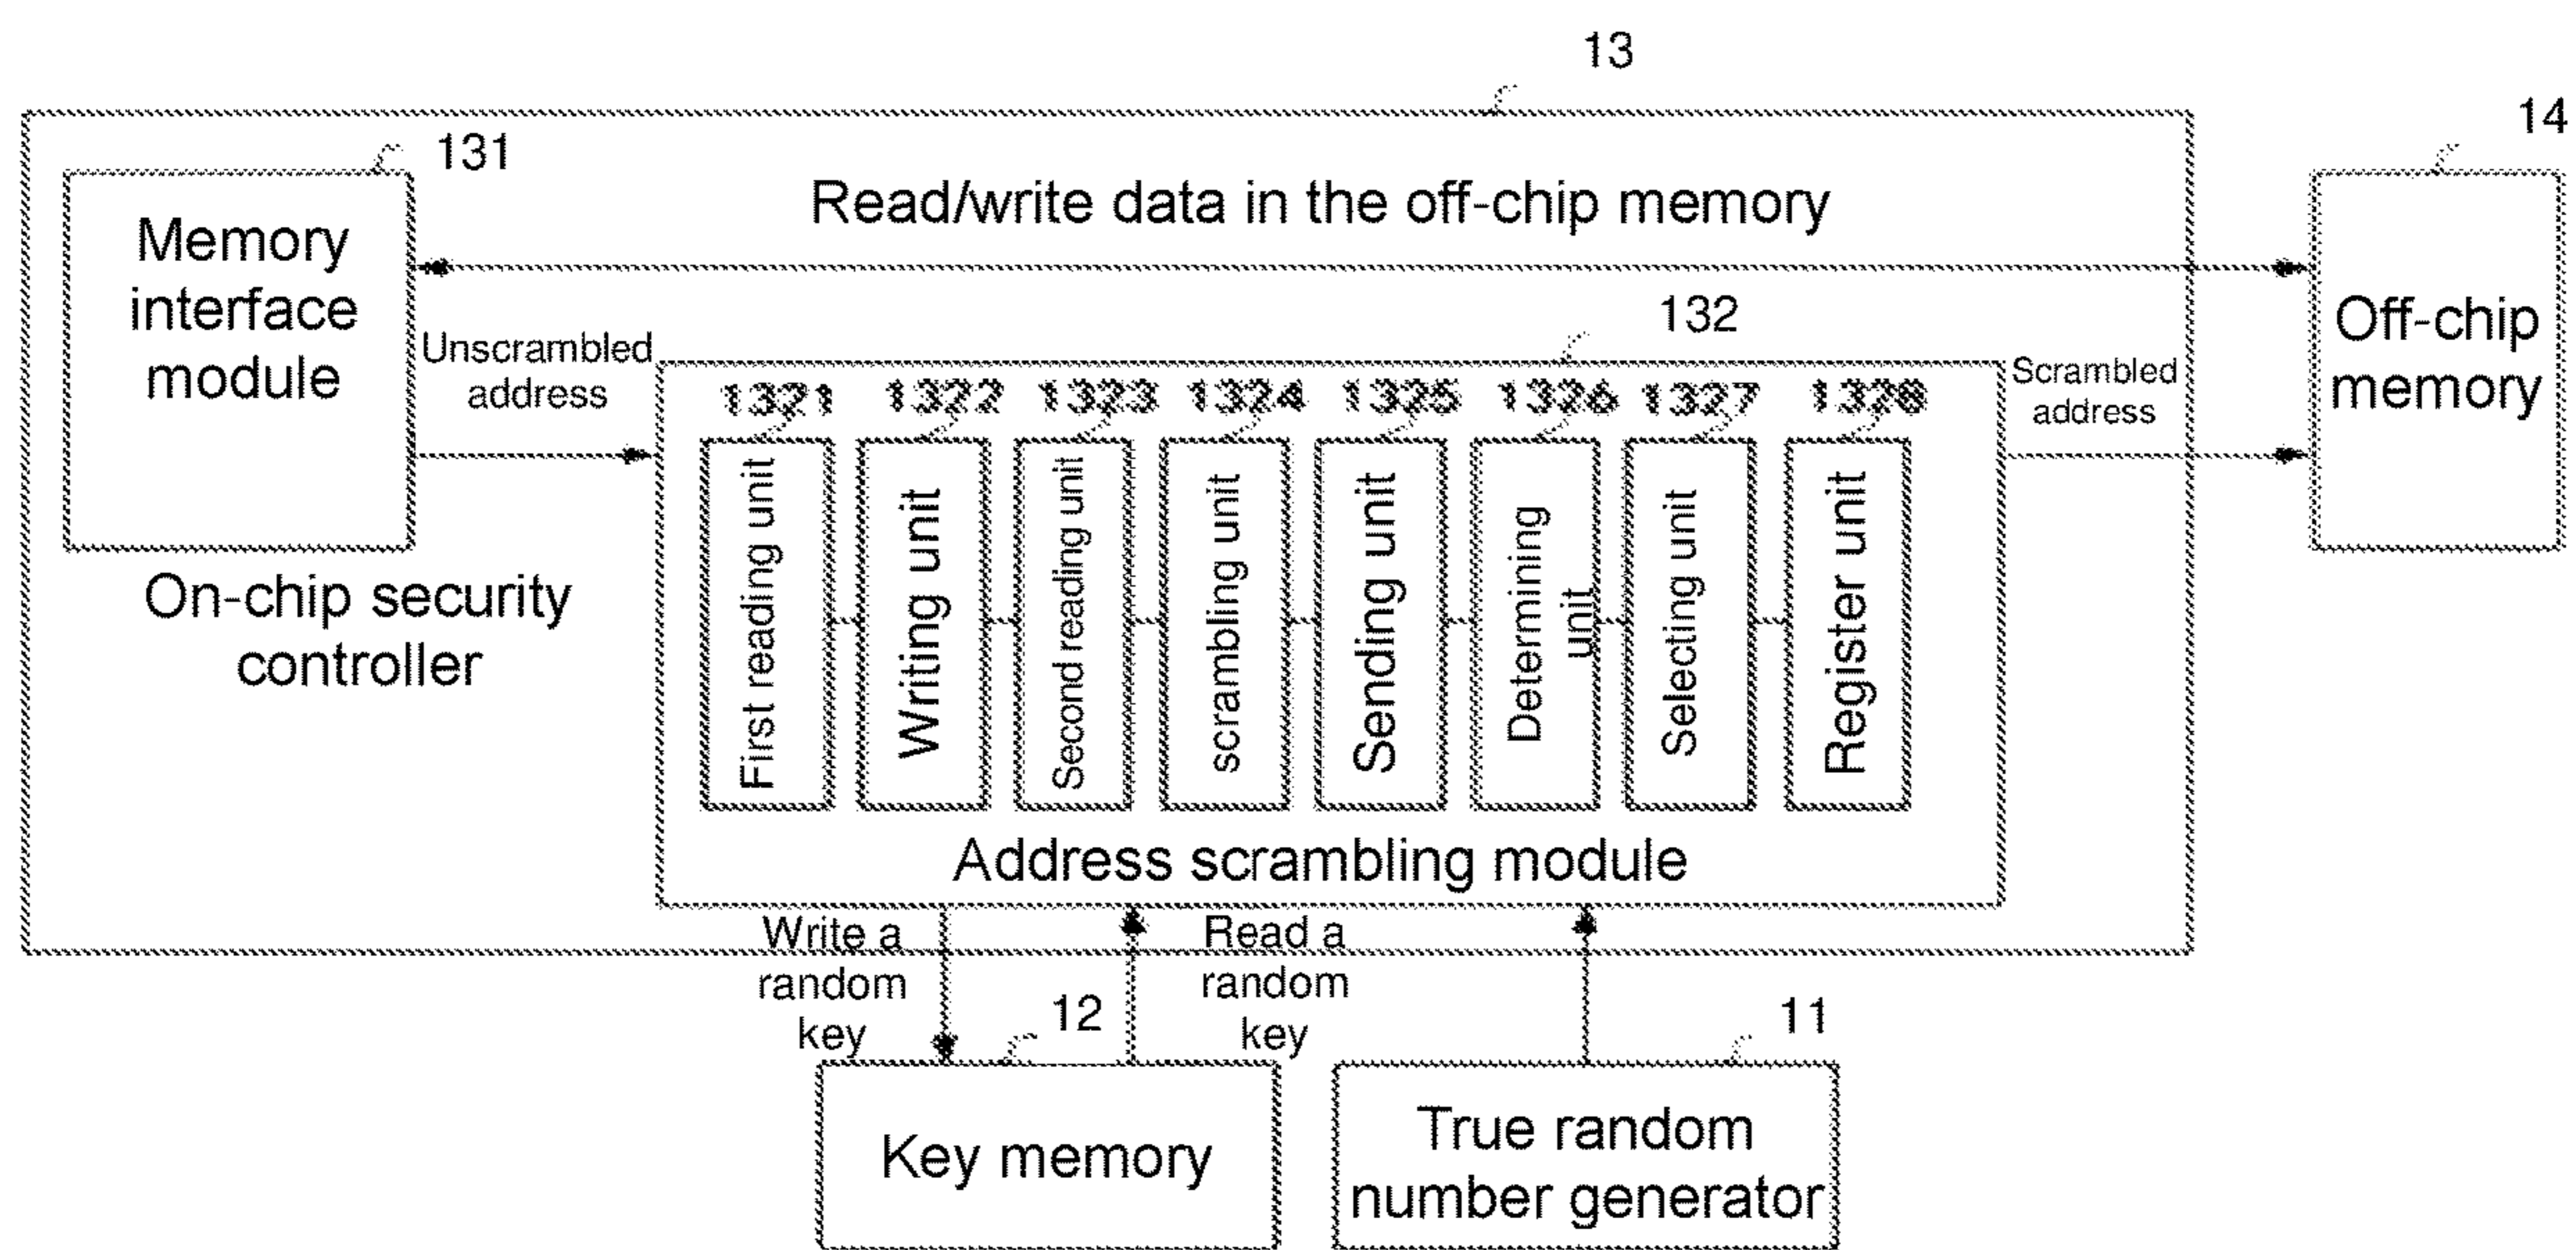 13
14
131
Read/write data in the off-chip memory
Memory
interface
module
132
Unscrambled
address
Off-chip
memory
Scrambled
address
1321 1322 1323 1324 1325 1326 1327 1328
First reading unit
Writing unit
Second reading unit
scrambling unit
Sending unit
Determining
unit
Selecting unit
Register unit
On-chip security
controller
Address scrambling module
Write a
random
key
Read a
random
key
12
11
Key memory
True random
number generator